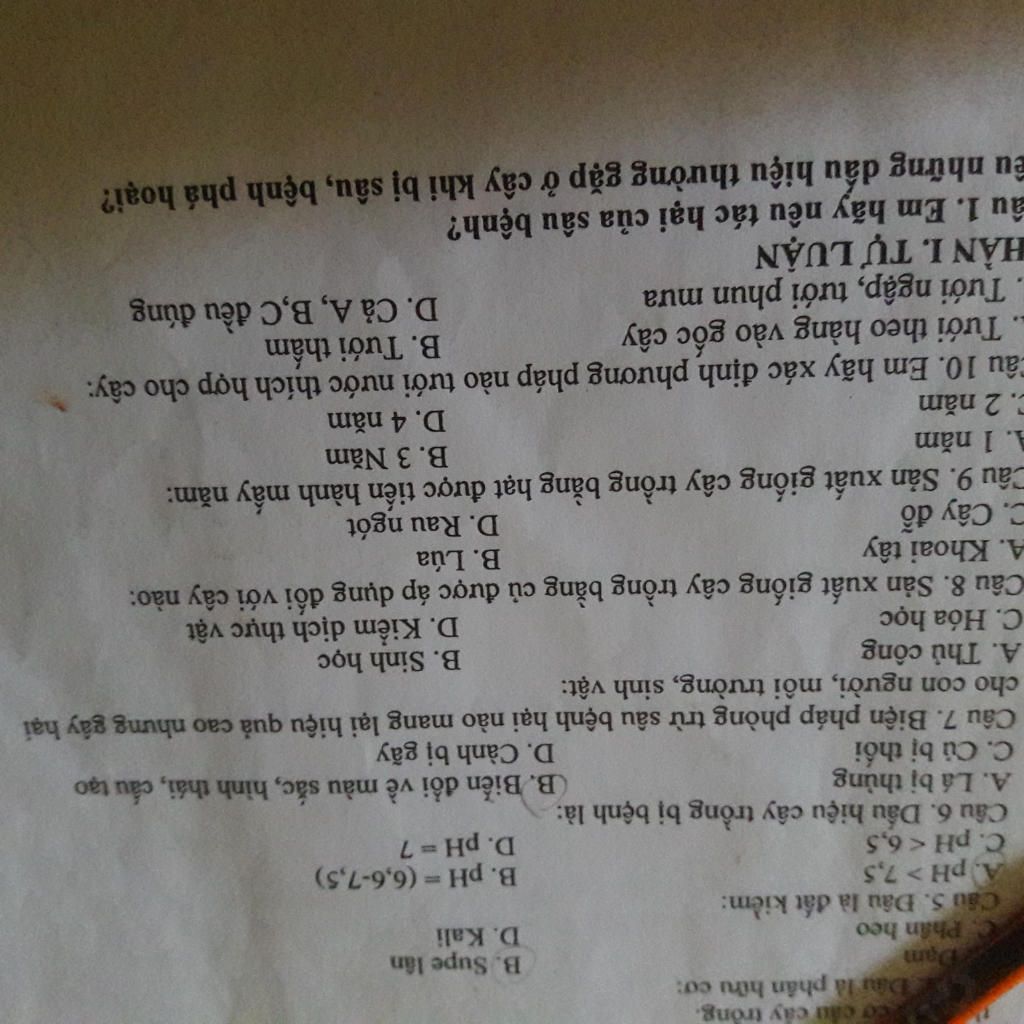 cơ cấu cây trồng.
Đâu là phân hữu cơ:
Đạm B. Supe lân
C. Phân heo D. Kali
Câu 5. Đâu là đất kiềm:
A. pH > 7,5 B. pH = (6,6-7,5)
C. pH < 6,5 D. pH = 7
Câu 6. Dấu hiệu cây trồng bị bệnh là:
A. Lá bị thủng B. Biến đổi về màu sắc, hình thái, cấu tạo
C. Củ bị thối D. Cành bị gãy
Câu 7. Biện pháp phòng trừ sâu bệnh hại nào mang lại hiệu quả cao nhưng gây hại
cho con người, môi trường, sinh vật:
A. Thủ công B. Sinh học
C. Hóa học D. Kiểm dịch thực vật
Câu 8. Sản xuất giống cây trồng bằng củ được áp dụng đối với cây nào:
A. Khoai tây B. Lúa
C. Cây đỗ D. Rau ngót
Câu 9. Sản xuất giống cây trồng bằng hạt được tiến hành mấy năm:
A. 1 năm B. 3 Năm
C. 2 năm D. 4 năm
Câu 10. Em hãy xác định phương pháp nào tưới nước thích hợp cho cây:
. Tưới theo hàng vào gốc cây B. Tưới thấm
. Tưới ngập, tưới phun mưa D. Cả A, B,C đều đúng
HẦN I. TỰ LUẬN
âu 1. Em hãy nêu tác hại của sâu bệnh?
êu những dấu hiệu thường gặp ở cây khi bị sâu, bệnh phá hoại?